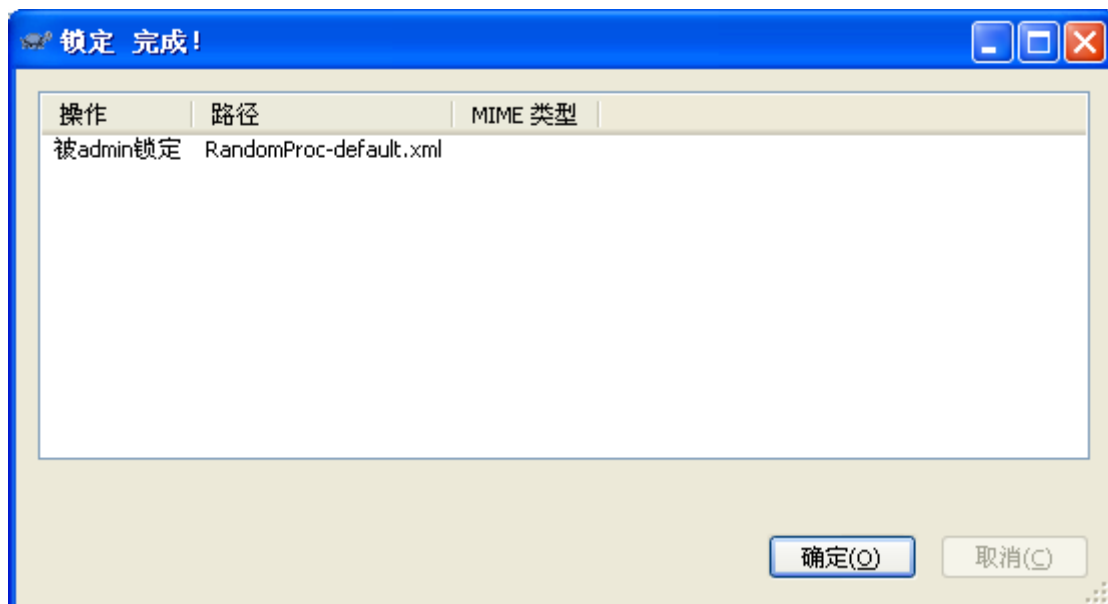 锁定 完成!
操作 路径 MIME 类型
被admin锁定 RandomProc-default.xml
确定(O) 取消(C)